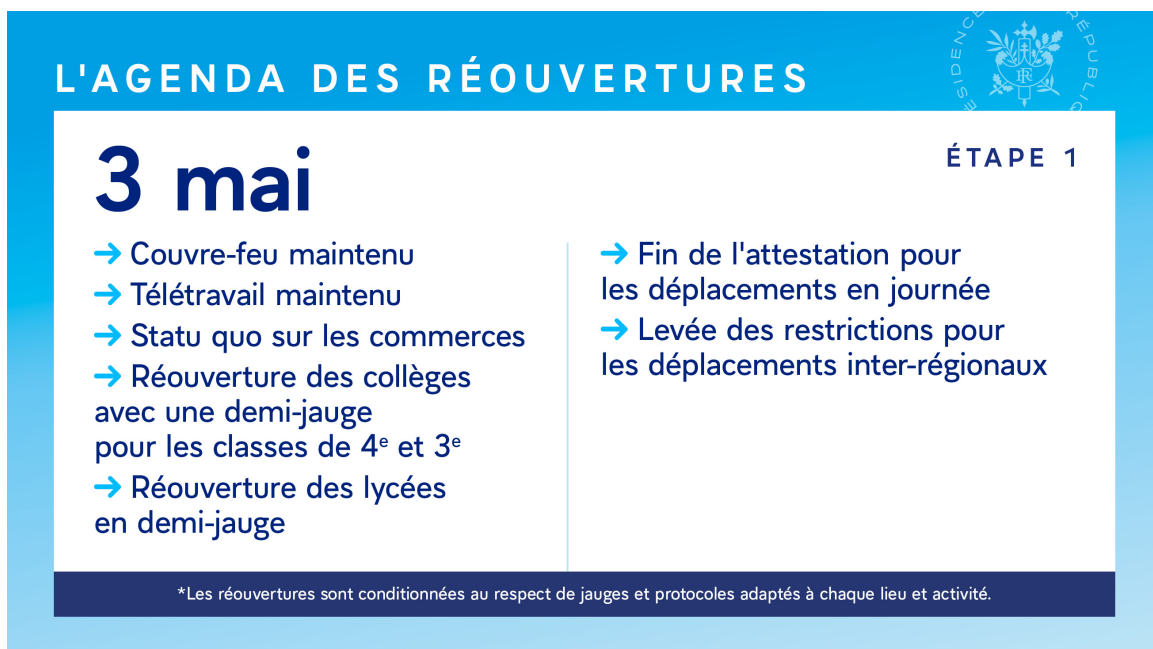 L'AGENDA DES RÉOUVERTURES
3 mai
ÉTAPE 1
→ Couvre-feu maintenu
→ Télétravail maintenu
→ Statu quo sur les commerces
→ Réouverture des collèges
avec une demi-jauge
pour les classes de 4e et 3e
→ Réouverture des lycées
en demi-jauge
→ Fin de l'attestation pour
les déplacements en journée
→ Levée des restrictions pour
les déplacements inter-régionaux
*Les réouvertures sont conditionnées au respect de jauges et protocoles adaptés à chaque lieu et activité.